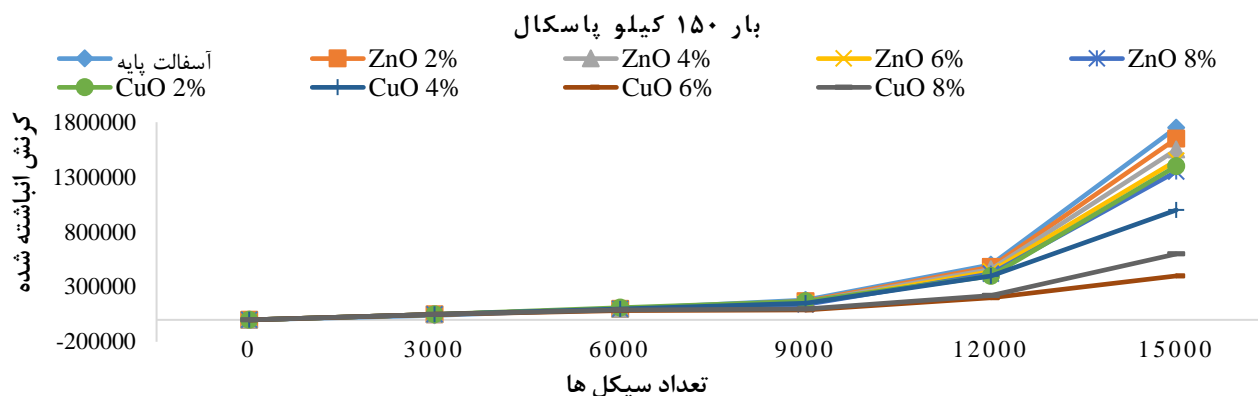 بار ۱۵۰ کیلو پاسکال
آسفالت پایه ZnO 2% ZnO 4% ZnO 6% ZnO 8%
CuO 2% CuO 4% CuO 6% CuO 8%
کرنش انباشته شده
1800000
1300000
800000
300000
-200000
0 3000 6000 9000 12000 15000
تعداد سیکل ها